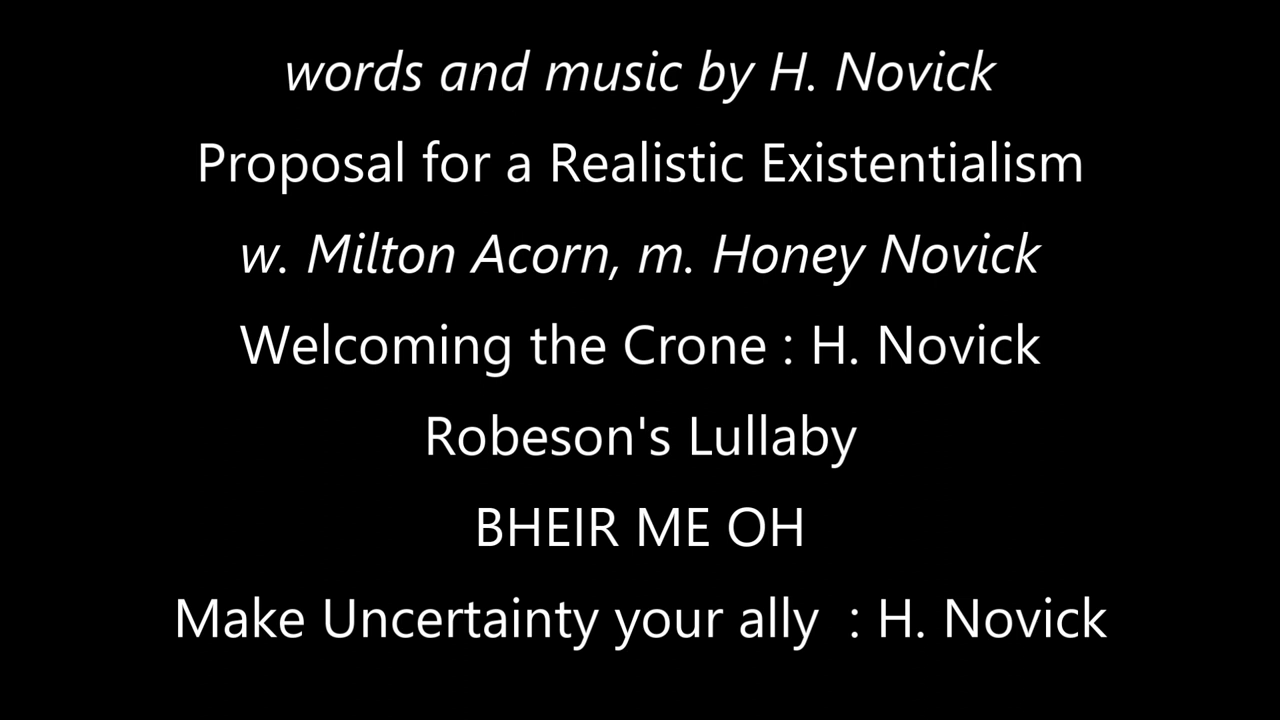 words and music by H. Novick
Proposal for a Realistic Existentialism
w. Milton Acorn, m. Honey Novick
Welcoming the Crone : H. Novick
Robeson's Lullaby
BHEIR ME OH
Make Uncertainty your ally  : H. Novick